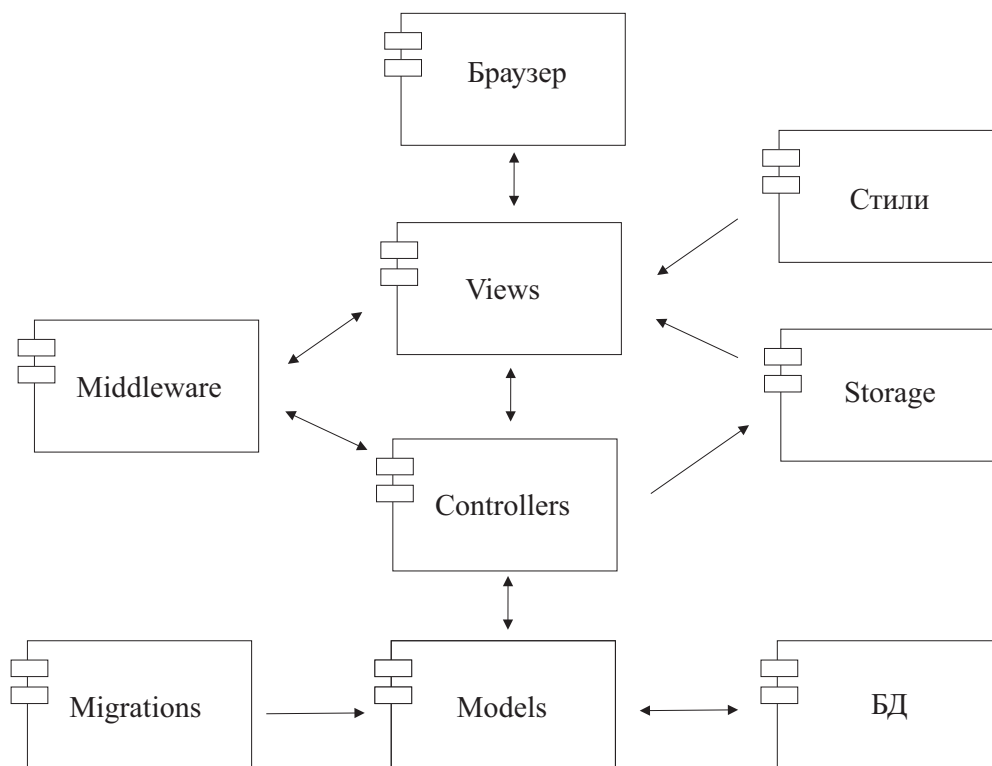 Браузер
Стили
Views
Middleware
Storage
Controllers
Migrations
Models
БД